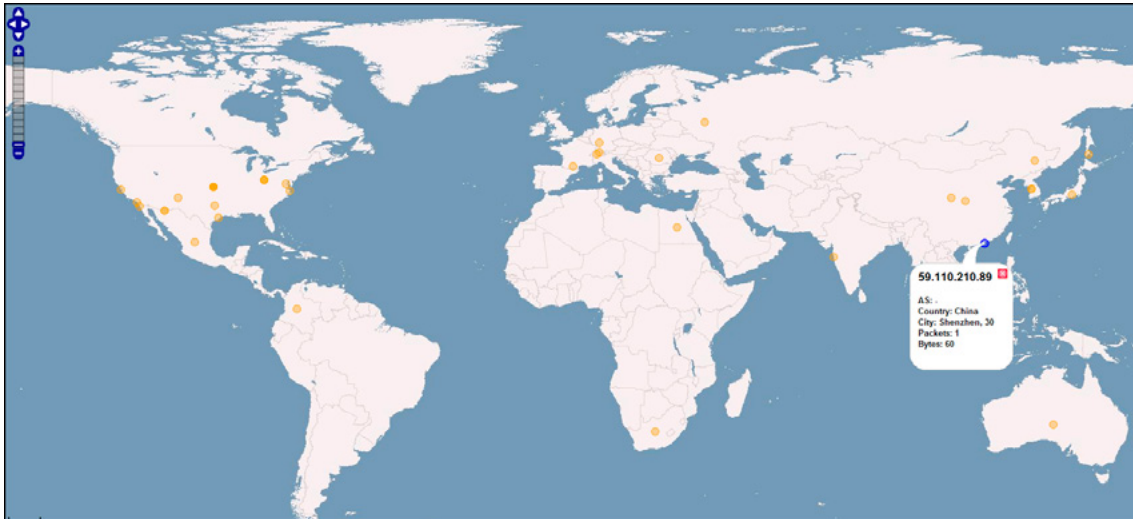 59.110.210.89
AS: -
Country: China
City: Shenzhen, 30
Packets: 1
Bytes: 60